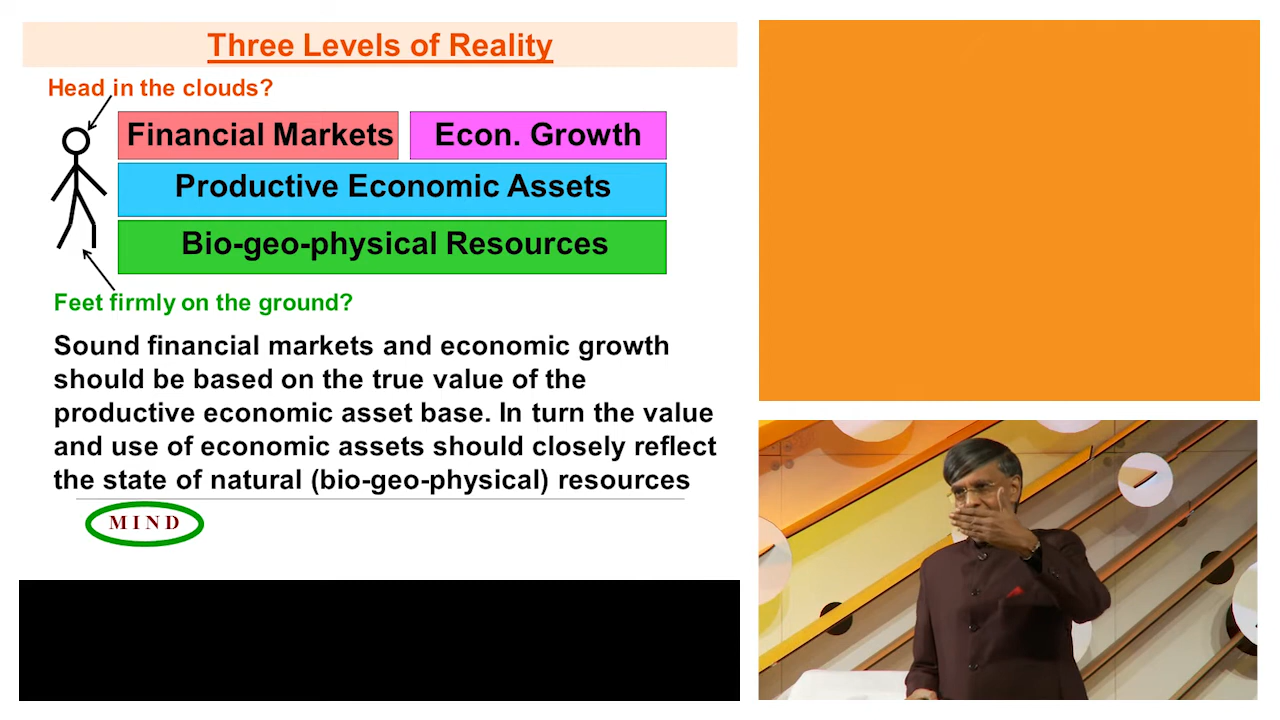 Three Levels of Reality
Head in the clouds?
Financial Markets
Econ. Growth
Productive Economic Assets
Bio-geo-physical Resources
Feet firmly on the ground?
Sound financial markets and economic growth
should be based on the true value of the
productive economic asset base. In turn the value
and use of economic assets should closely reflect
the state of natural (bio-geo-physical) resources
MIND